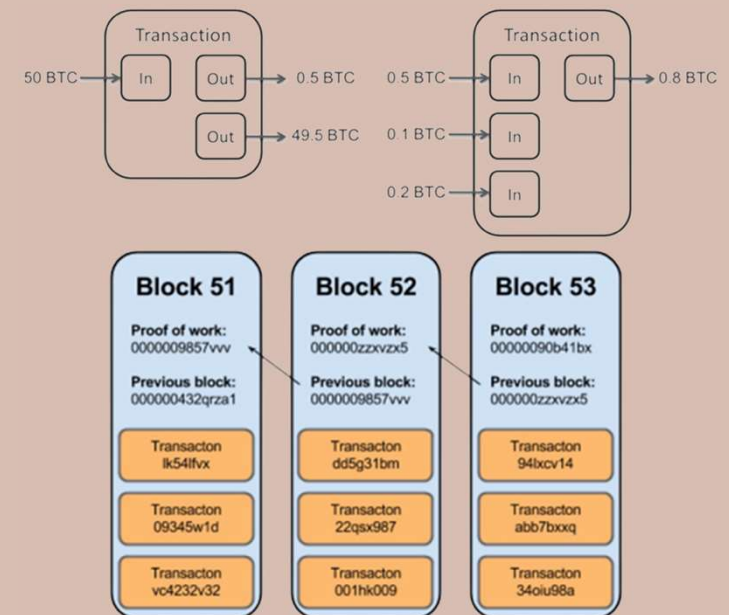 Transaction
50 BTC In Out 0.5 BTC
Out 49.5 BTC
Transaction
0.5 BTC In Out 0.8 BTC
0.1 BTC In
0.2 BTC In
Block 51
Proof of work:
0000009857vvv
Previous block:
000000432qrza1
Transacton
lk54lfvx
Transacton
09345w1d
Transacton
vc4232v32
Block 52
Proof of work:
000000zzxvzx5
Previous block:
0000009857vvv
Transacton
dd5g31bm
Transacton
22qsx987
Transacton
001hk009
Block 53
Proof of work:
00000090b41bx
Previous block:
000000zzxvzx5
Transacton
94lxcv14
Transacton
abb7bxxq
Transacton
34oiu98a